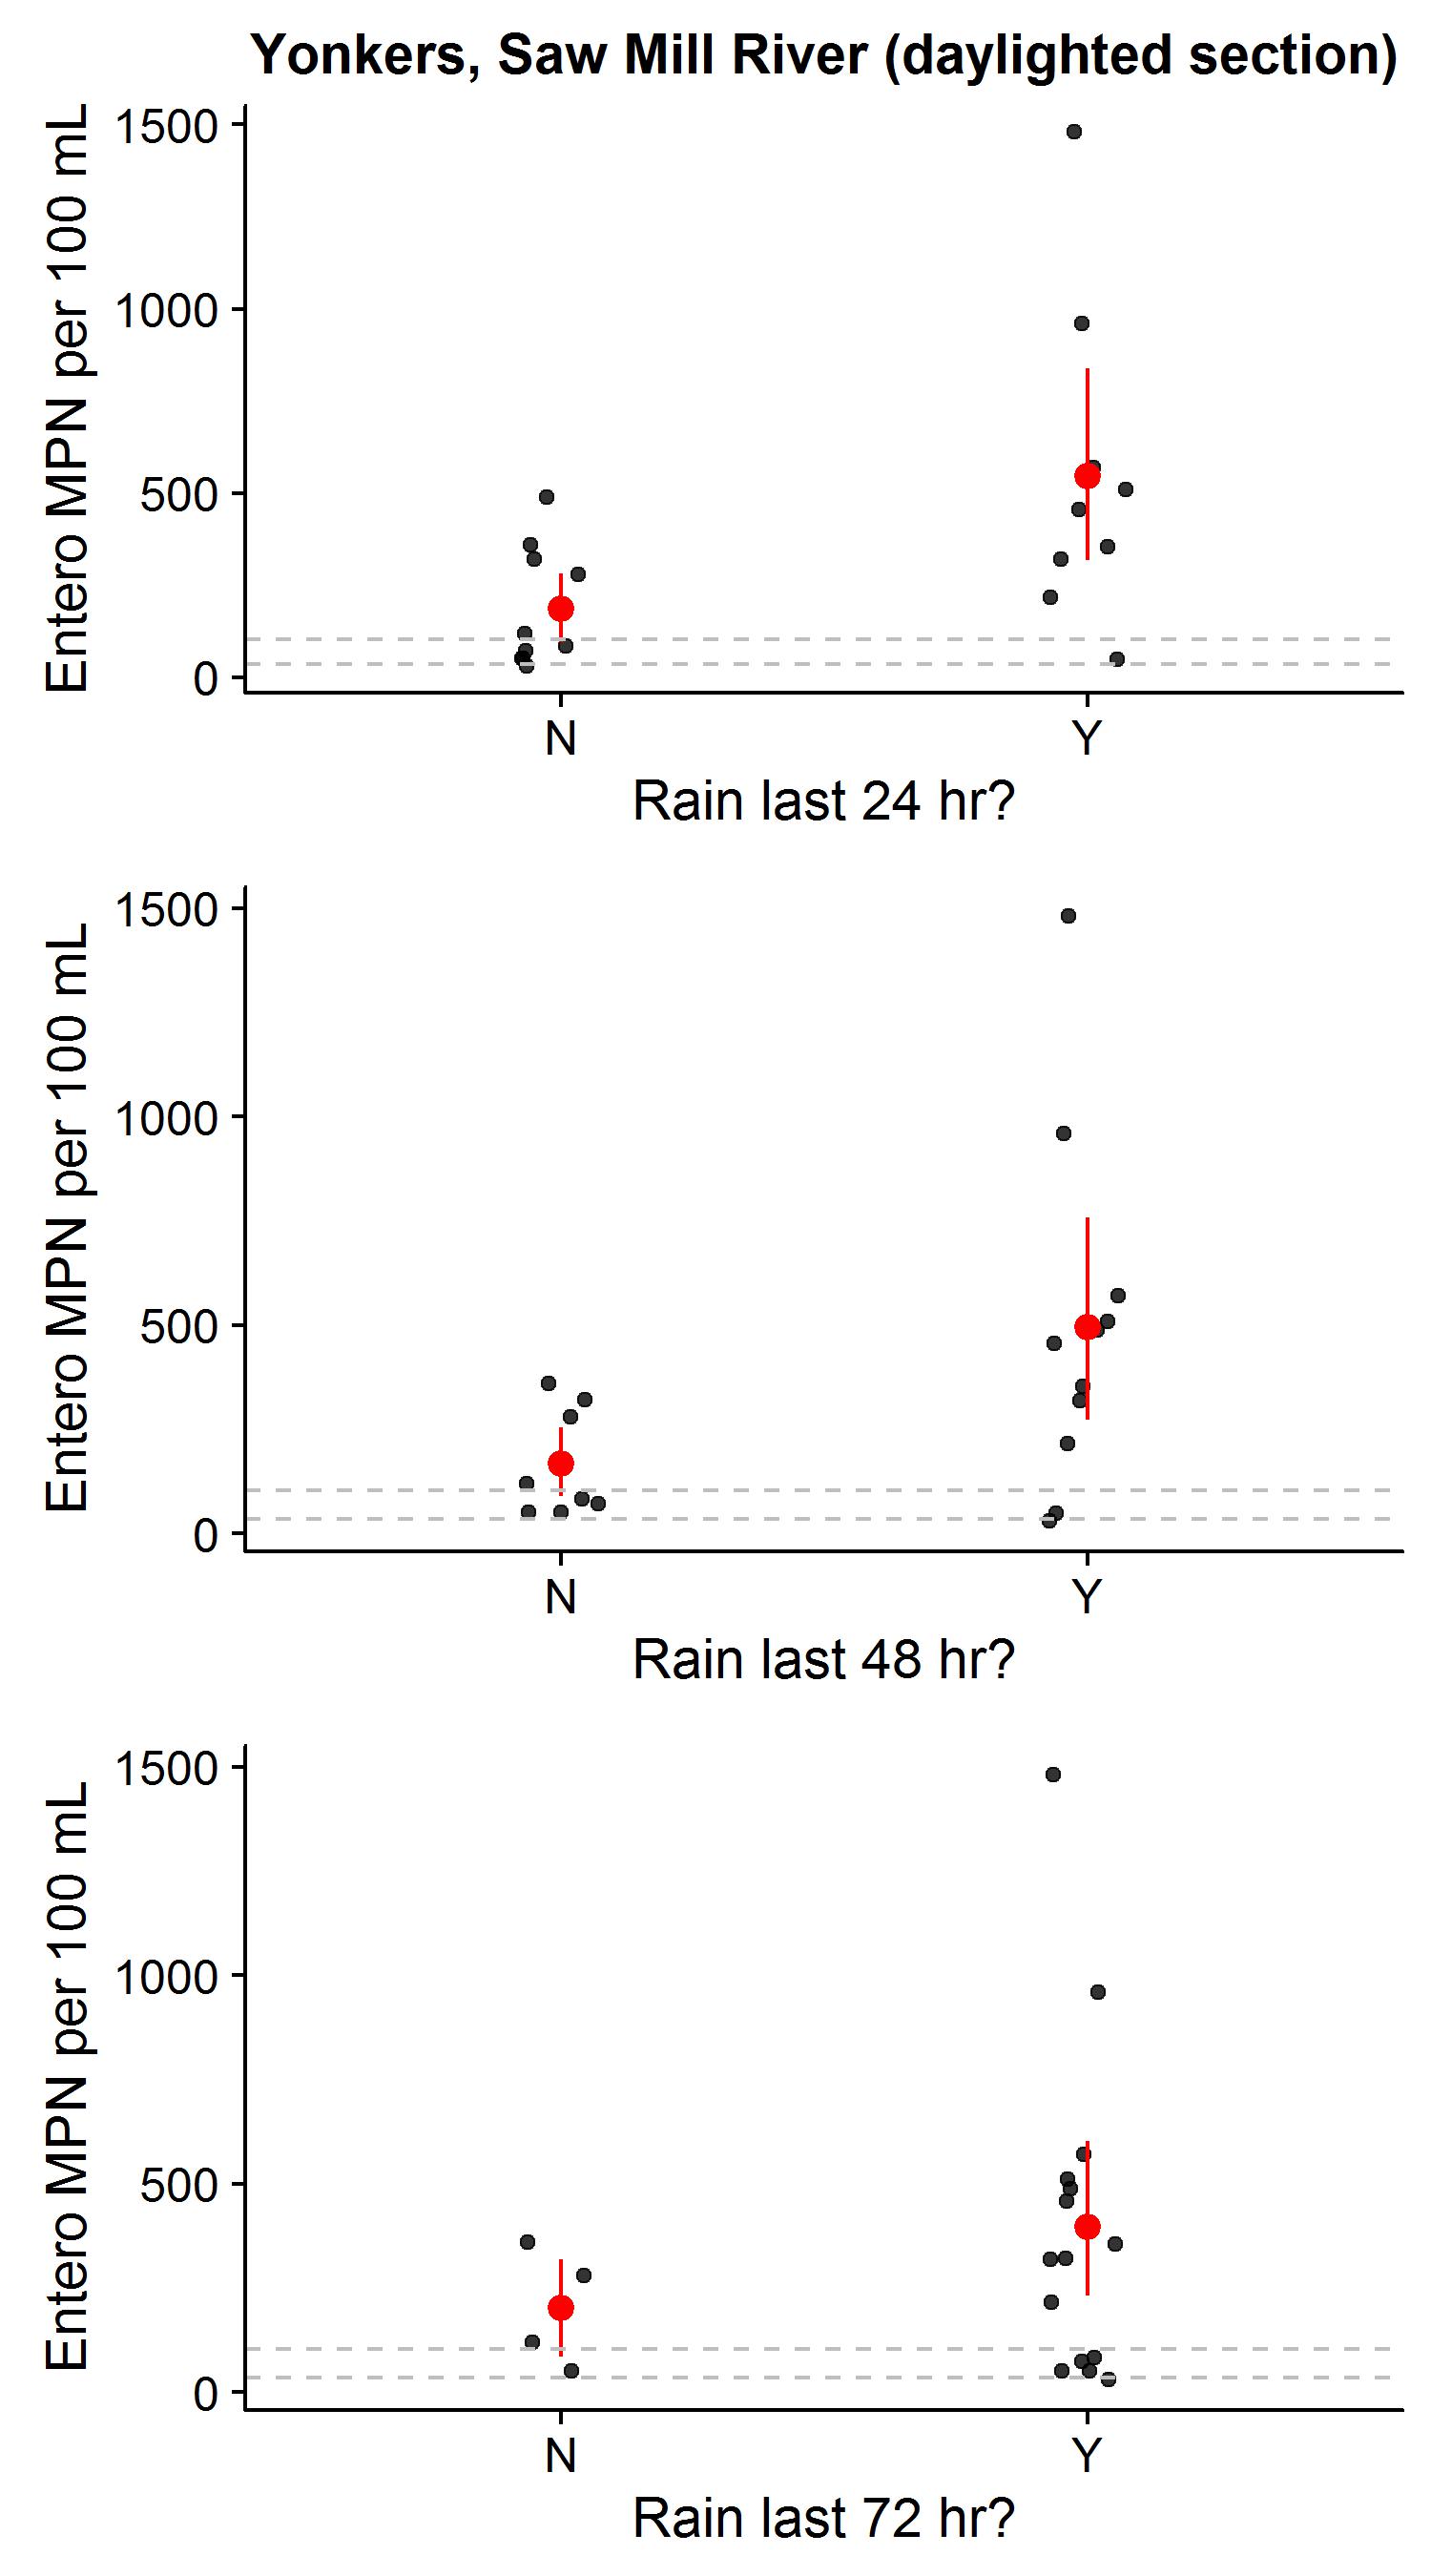 Yonkers, Saw Mill River (daylighted section)
Entero MPN per 100 mL
1500
1000
500
0
N Y
Rain last 24 hr?
Entero MPN per 100 mL
1500
1000
500
0
N Y
Rain last 48 hr?
Entero MPN per 100 mL
1500
1000
500
0
N Y
Rain last 72 hr?